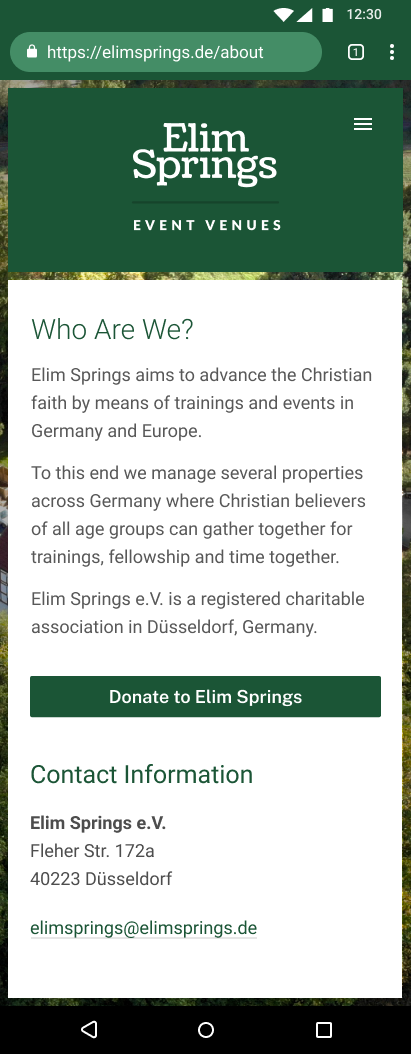 12:30
https://elimsprings.de/about
1
Elim
Springs
EVENT VENUES
Who Are We?
Elim Springs aims to advance the Christian
faith by means of trainings and events in
Germany and Europe.
To this end we manage several properties
across Germany where Christian believers
of all age groups can gather together for
trainings, fellowship and time together.
Elim Springs e.V. is a registered charitable
association in Düsseldorf, Germany.
Donate to Elim Springs
Contact Information
Elim Springs e.V.
Fleher Str. 172a
40223 Düsseldorf
elimsprings@elimsprings.de